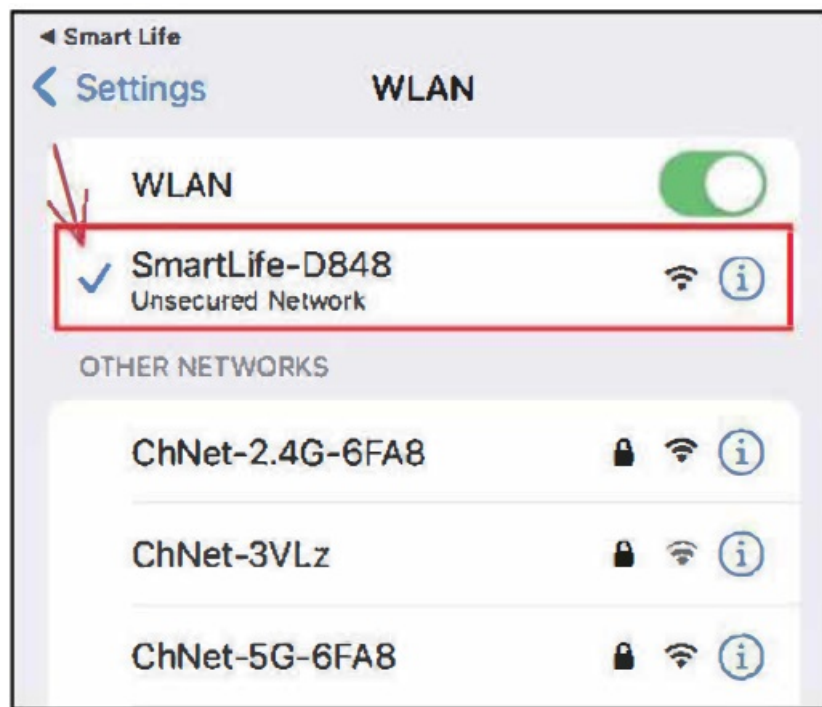 ◀ Smart Life
Settings WLAN
WLAN
SmartLife-D848
Unsecured Network
OTHER NETWORKS
ChNet-2.4G-6FA8
ChNet-3VLz
ChNet-5G-6FA8